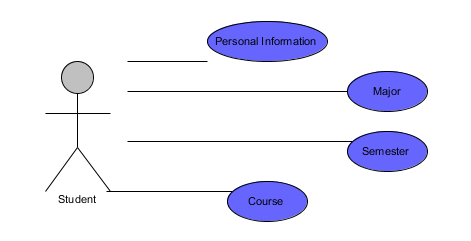 Personal Information
Major
Semester
Student
Course